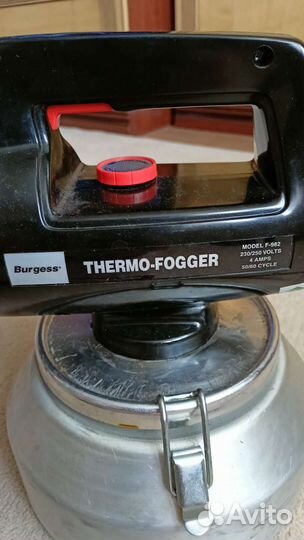 Burgess®
THERMO-FOGGER
MODEL F-982
230/250 VOLTS
4 AMPS
50/60 CYCLE
Avito